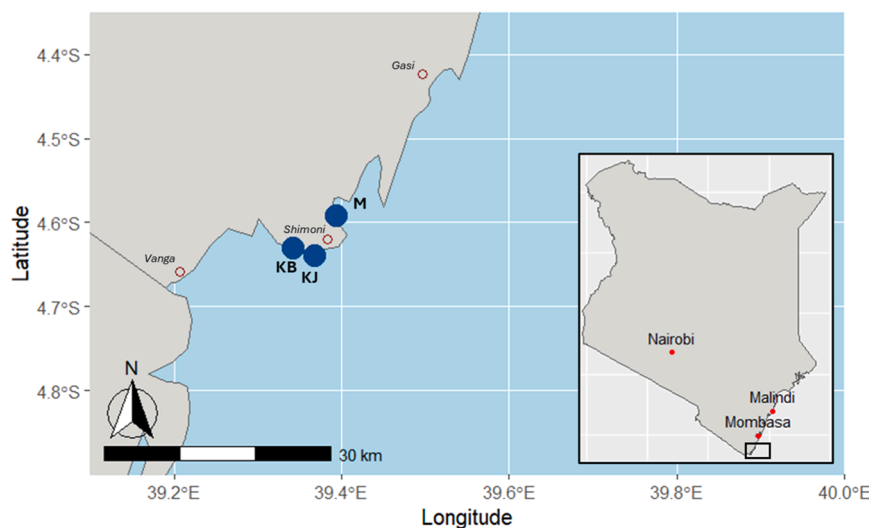 4.4°S
4.5°S
4.6°S
4.7°S
4.8°S
Latitude
Gasi
M
Shimoni
Vanga
KB
KJ
N
30 km
Nairobi
Malindi
Mombasa
39.2°E
39.4°E
39.6°E
39.8°E
40.0°E
Longitude